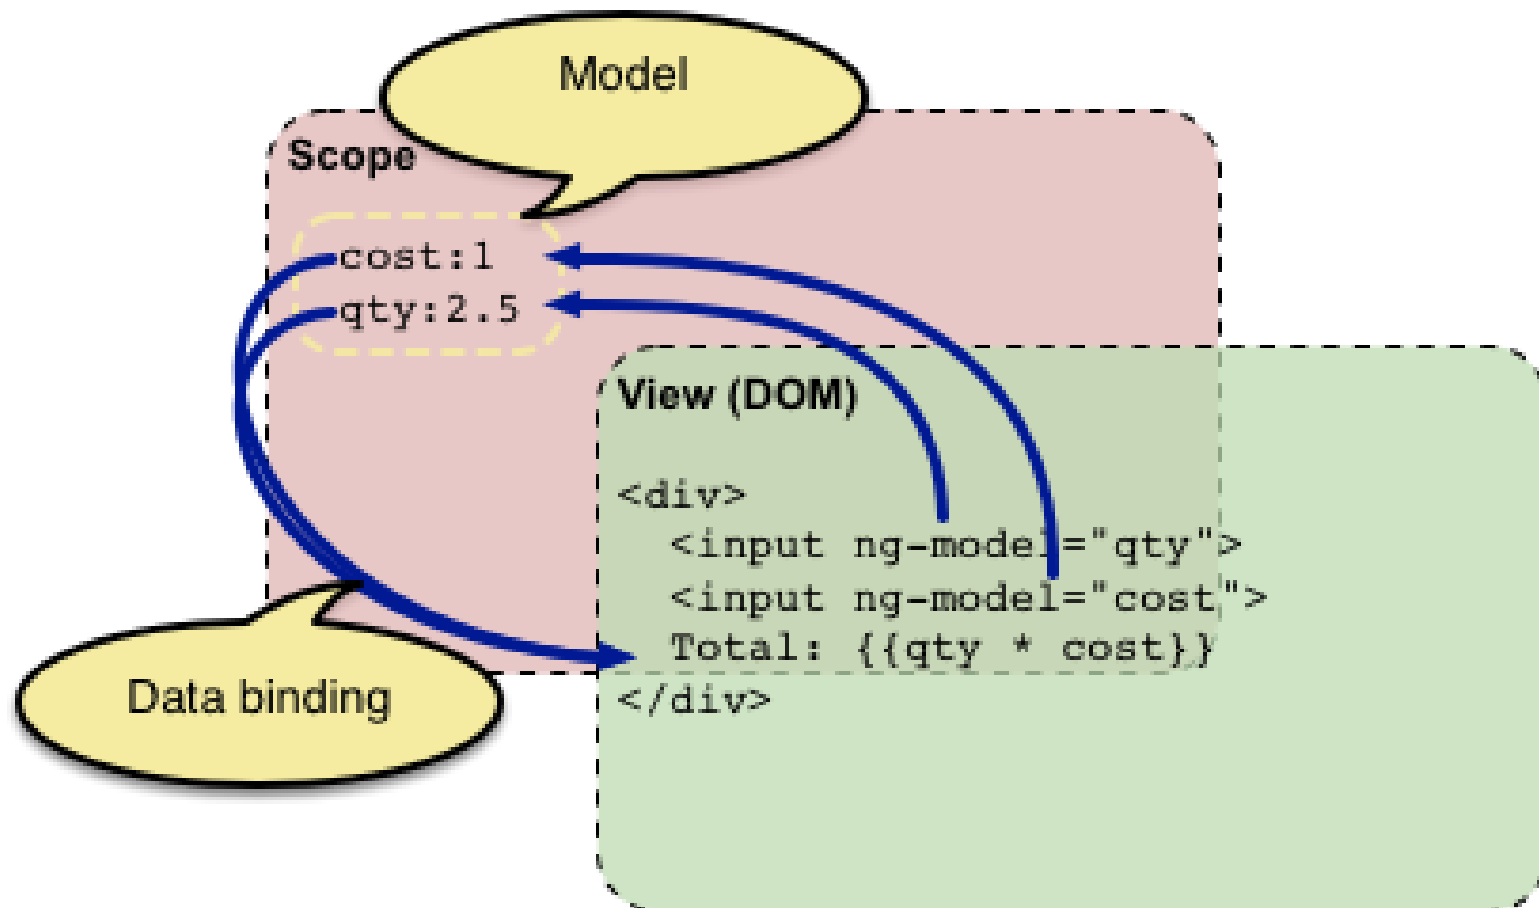 Model
Scope
cost:1
qty:2.5
View (DOM)
<div>
<input ng-model="qty">
<input ng-model="cost">
Total: {{qty * cost}}
</div>
Data binding